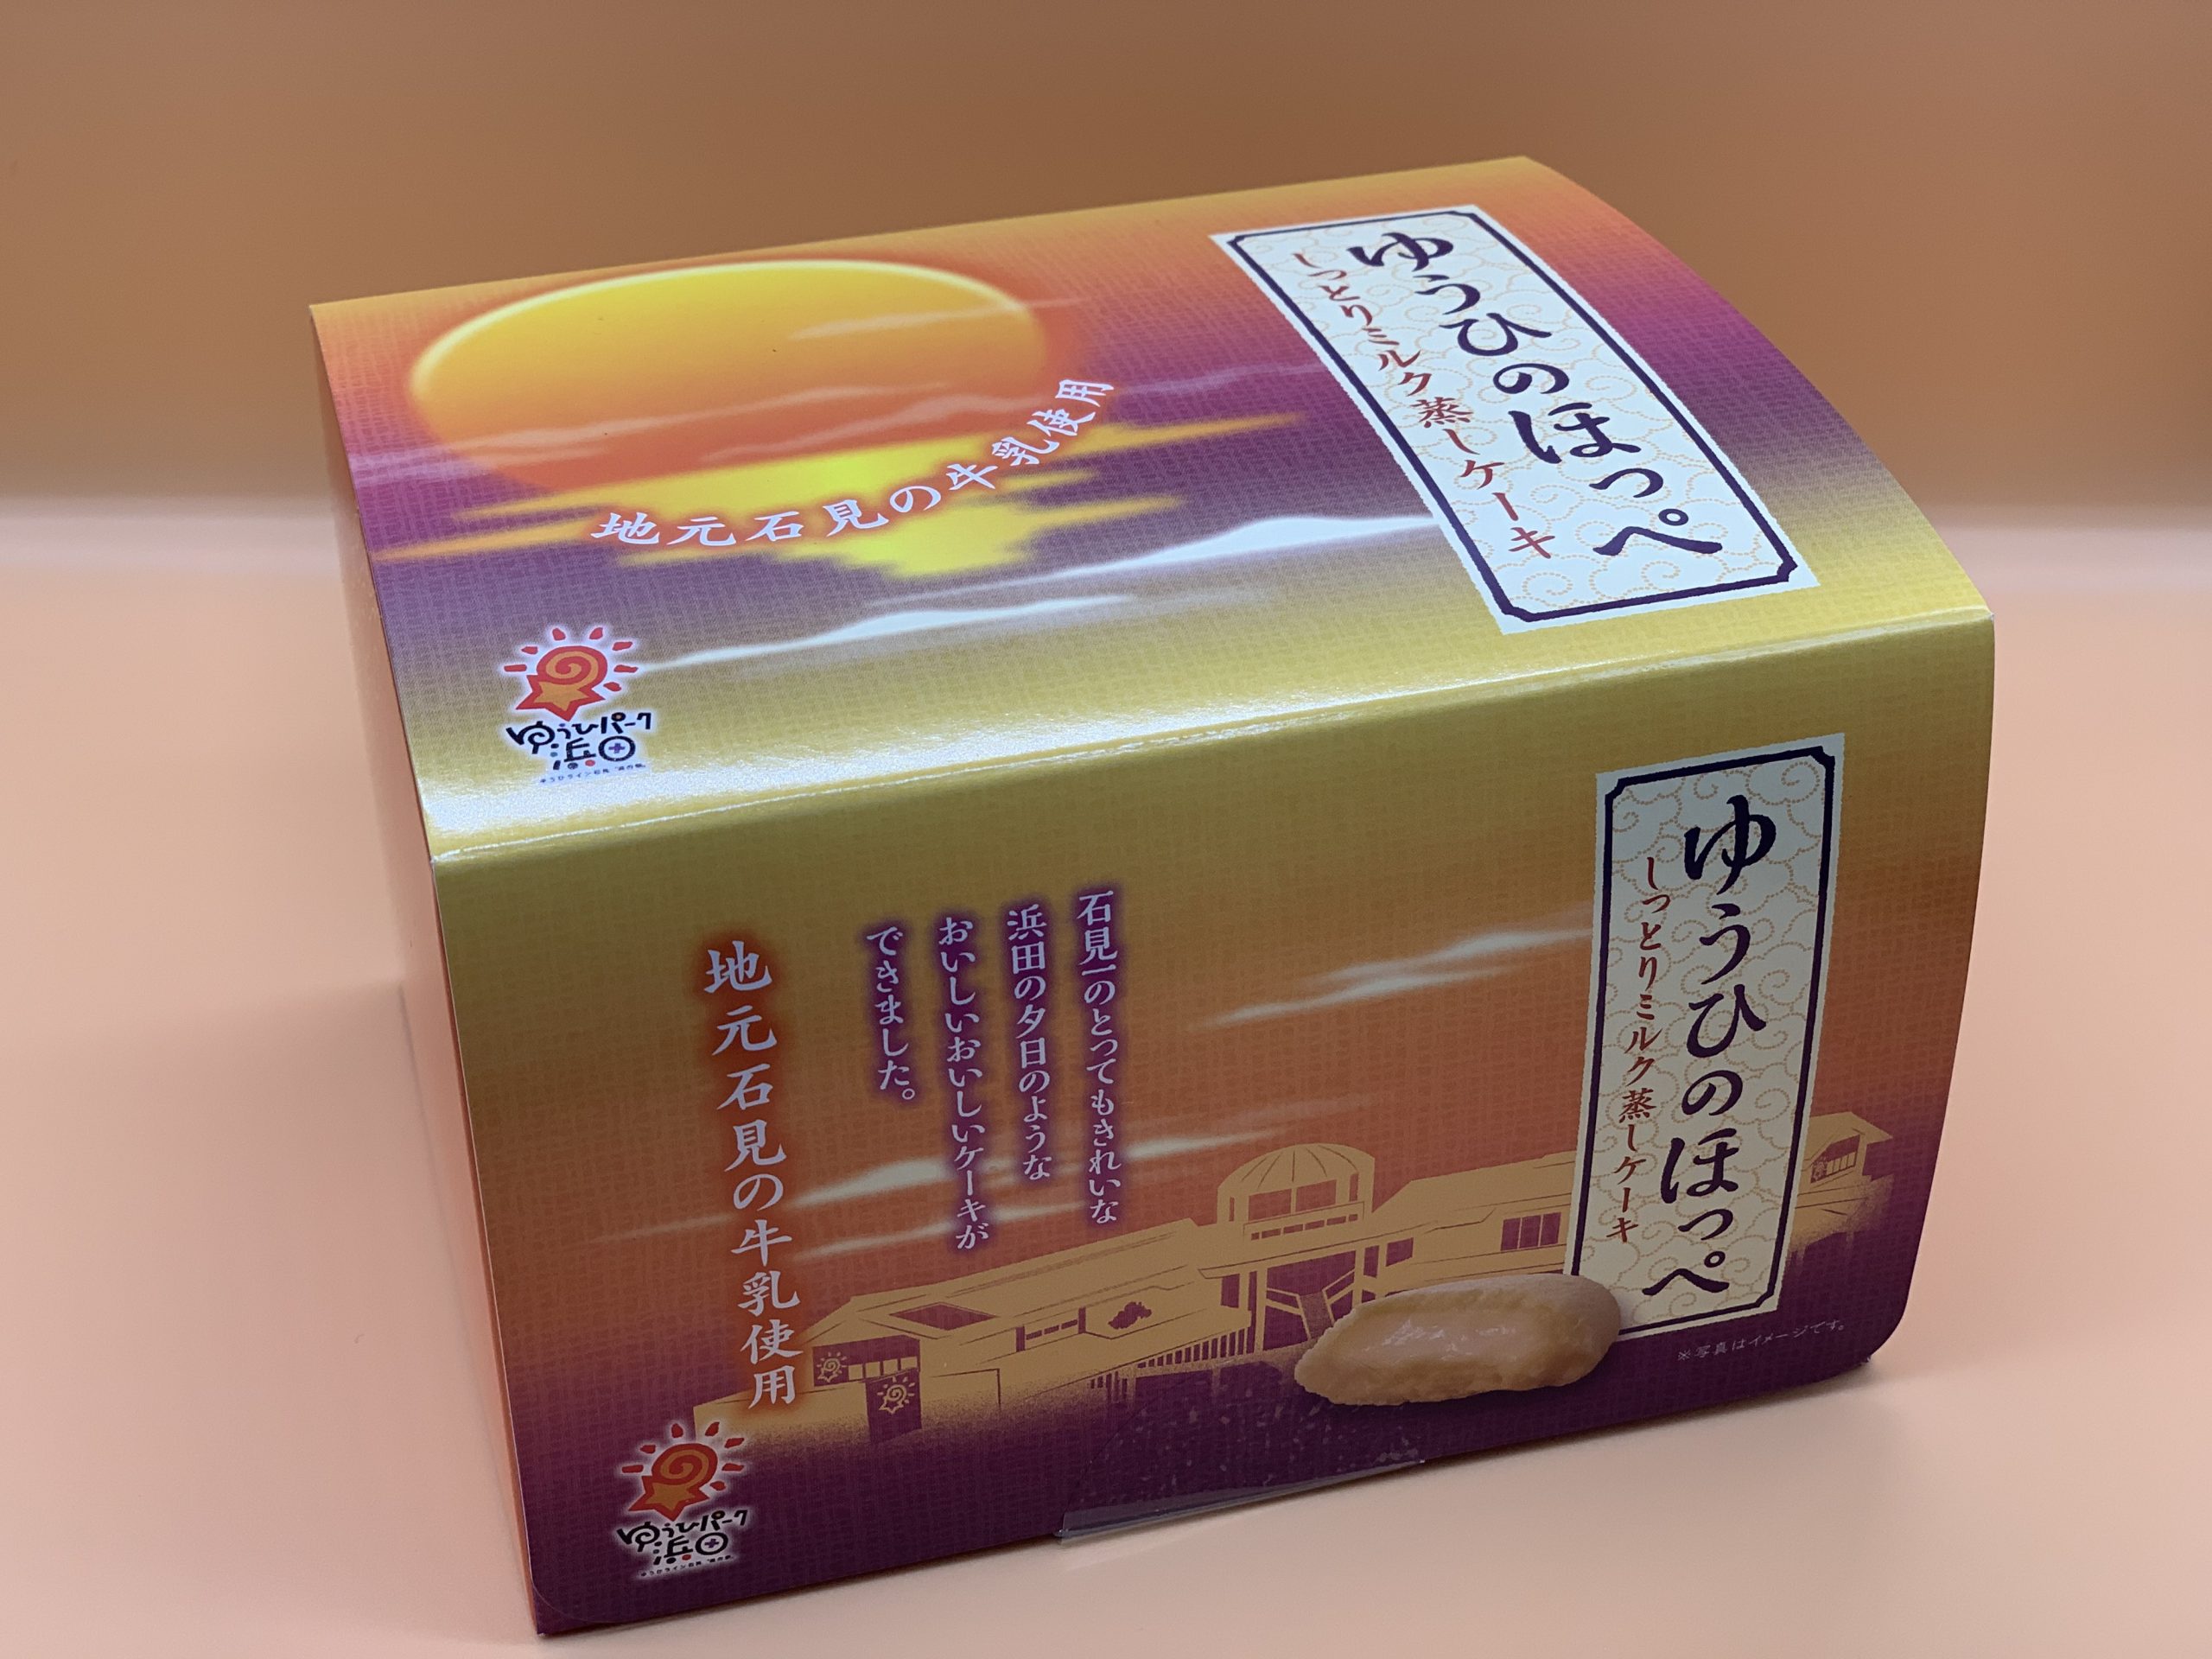 ゆうひのほっぺ
しっとりミルク蒸しケーキ
地元石見の牛乳使用
ゆうひパーク
浜田
ゆうひのほっぺ
しっとりミルク蒸しケーキ
石見一のとってもきれいな
浜田の夕日のような
おいしいおいしいケーキが
できました。
地元石見の牛乳使用
※写真はイメージです。
ゆうひパーク
浜田